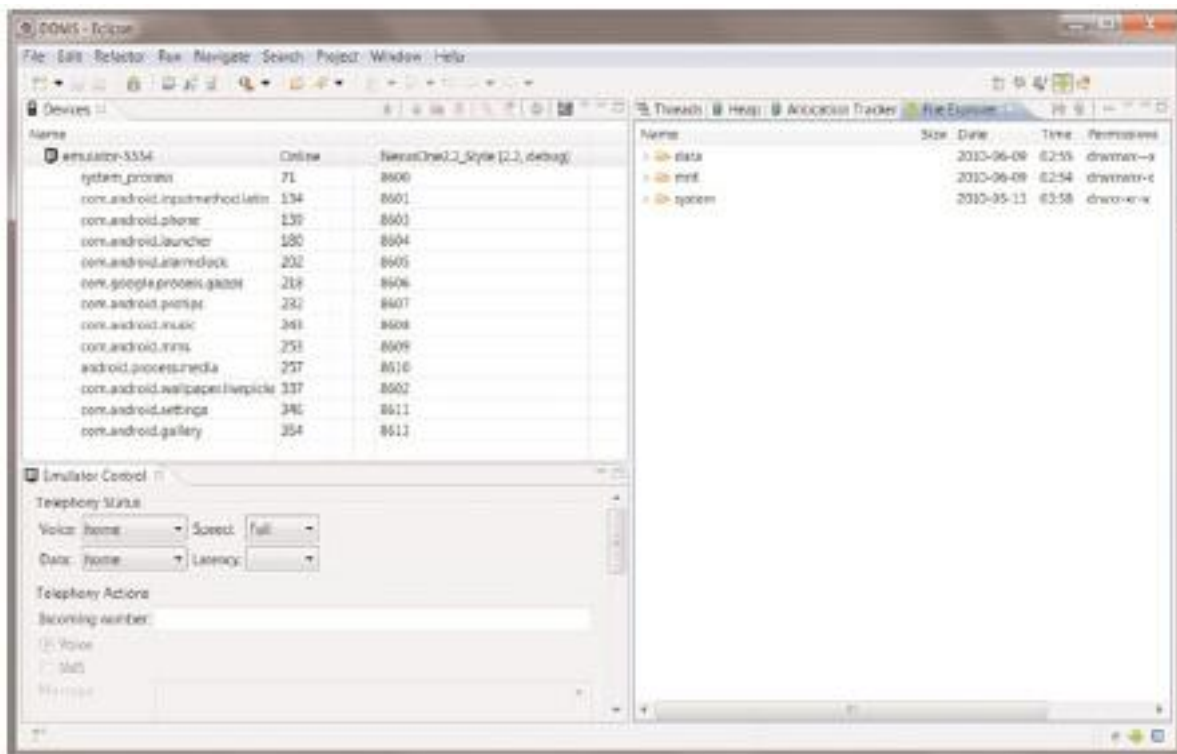 DDMS - Eclipse
File Edit Refactor Run Navigate Search Project Window Help
Devices
Name
emulator-5554 Online NexusOne2.2_Style [2.2, debug]
system_process 71 8600
com.android.inputmethod.latin 134 8601
com.android.phone 139 8603
com.android.launcher 180 8604
com.android.alarmclock 202 8605
com.google.process.gapps 218 8606
com.android.protips 232 8607
com.android.music 243 8608
com.android.mms 253 8609
android.process.media 257 8610
com.android.wallpaper.livepicke 337 8602
com.android.settings 346 8611
com.android.gallery 354 8613
Emulator Control
Telephony Status
Voice: home Speed: Full
Data: home Latency:
Telephony Actions
Incoming number:
Voice
SMS
Message:
Threads Heap Allocation Tracker File Explorer
Name Size Date Time Permissions
data 2010-06-09 02:55
mnt 2010-06-09 02:54
system 2010-05-13 03:58 drwxr-xr-x